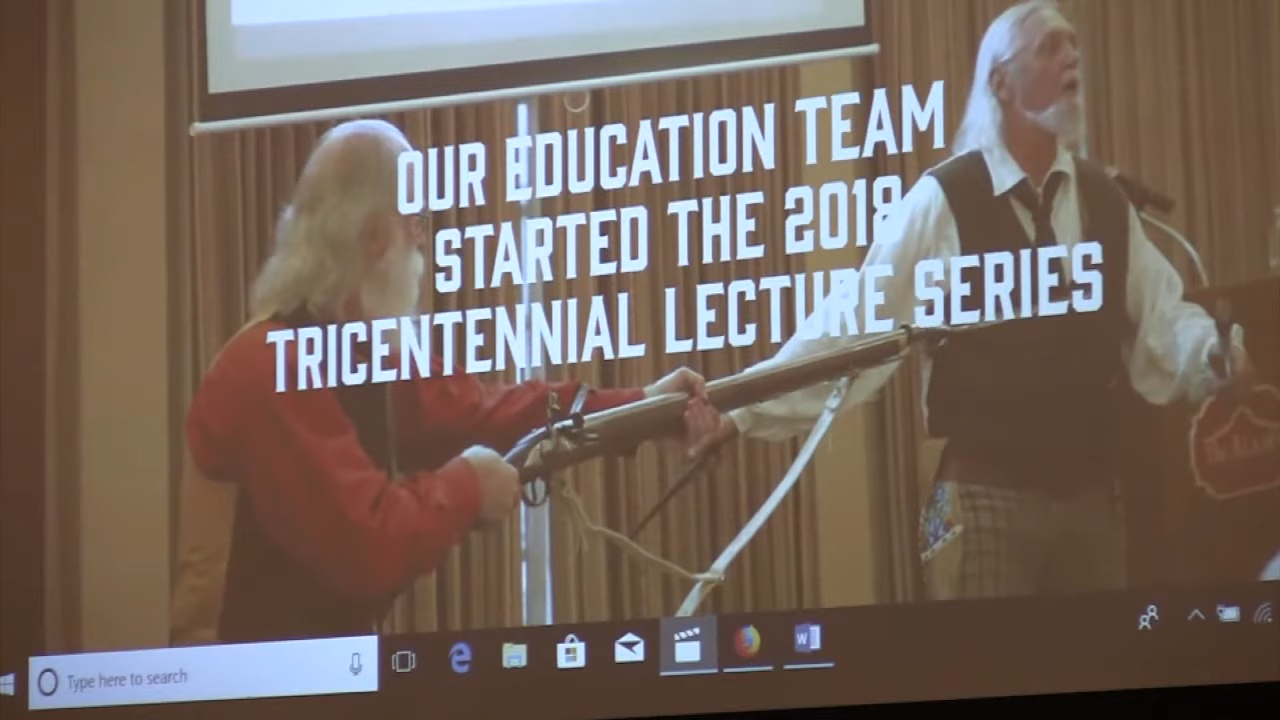 OUR EDUCATION TEAM
STARTED THE 2018
TRICENTENNIAL LECTURE SERIES
Type here to search